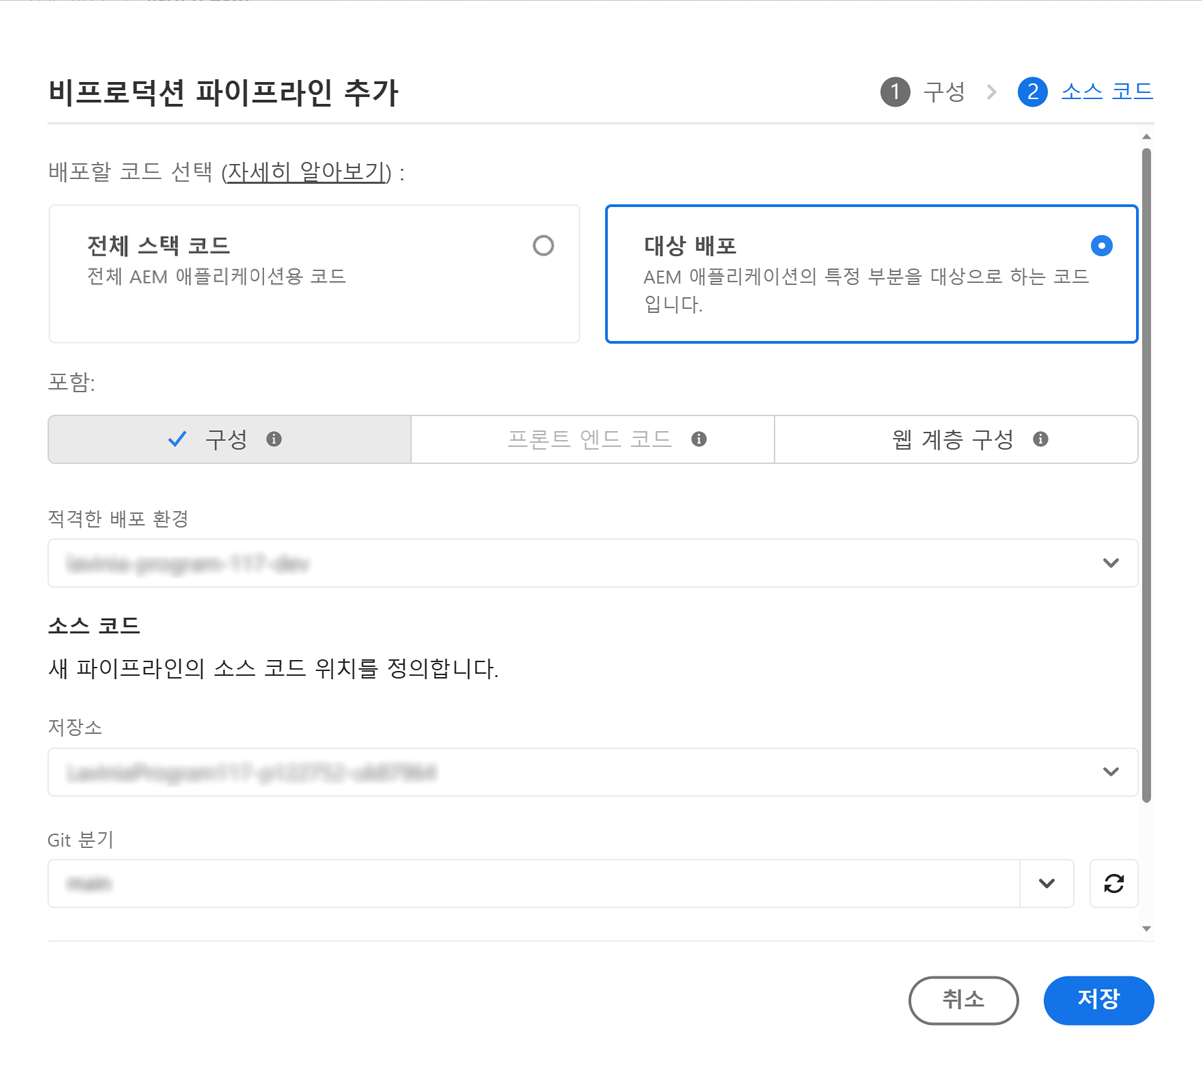 비프로덕션 파이프라인 추가
1 구성 > 2 소스 코드
배포할 코드 선택 (자세히 알아보기) :
전체 스택 코드
전체 AEM 애플리케이션용 코드
대상 배포
AEM 애플리케이션의 특정 부분을 대상으로 하는 코드
입니다.
포함:
구성
프론트 엔드 코드
웹 계층 구성
적격한 배포 환경
소스 코드
새 파이프라인의 소스 코드 위치를 정의합니다.
저장소
Git 분기
취소
저장